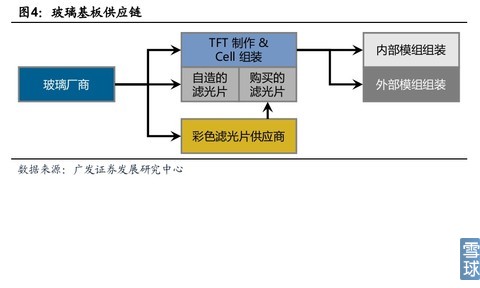 图4：玻璃基板供应链
TFT 制作 &
Cell 组装
内部模组组装
玻璃厂商
自造的
滤光片
购买的
滤光片
外部模组组装
彩色滤光片供应商
数据来源：广发证券发展研究中心
雪球